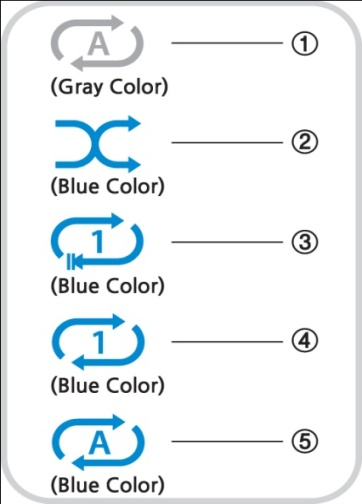 A ①
(Gray Color)
②
(Blue Color)
1 ③
(Blue Color)
1 ④
(Blue Color)
A ⑤
(Blue Color)